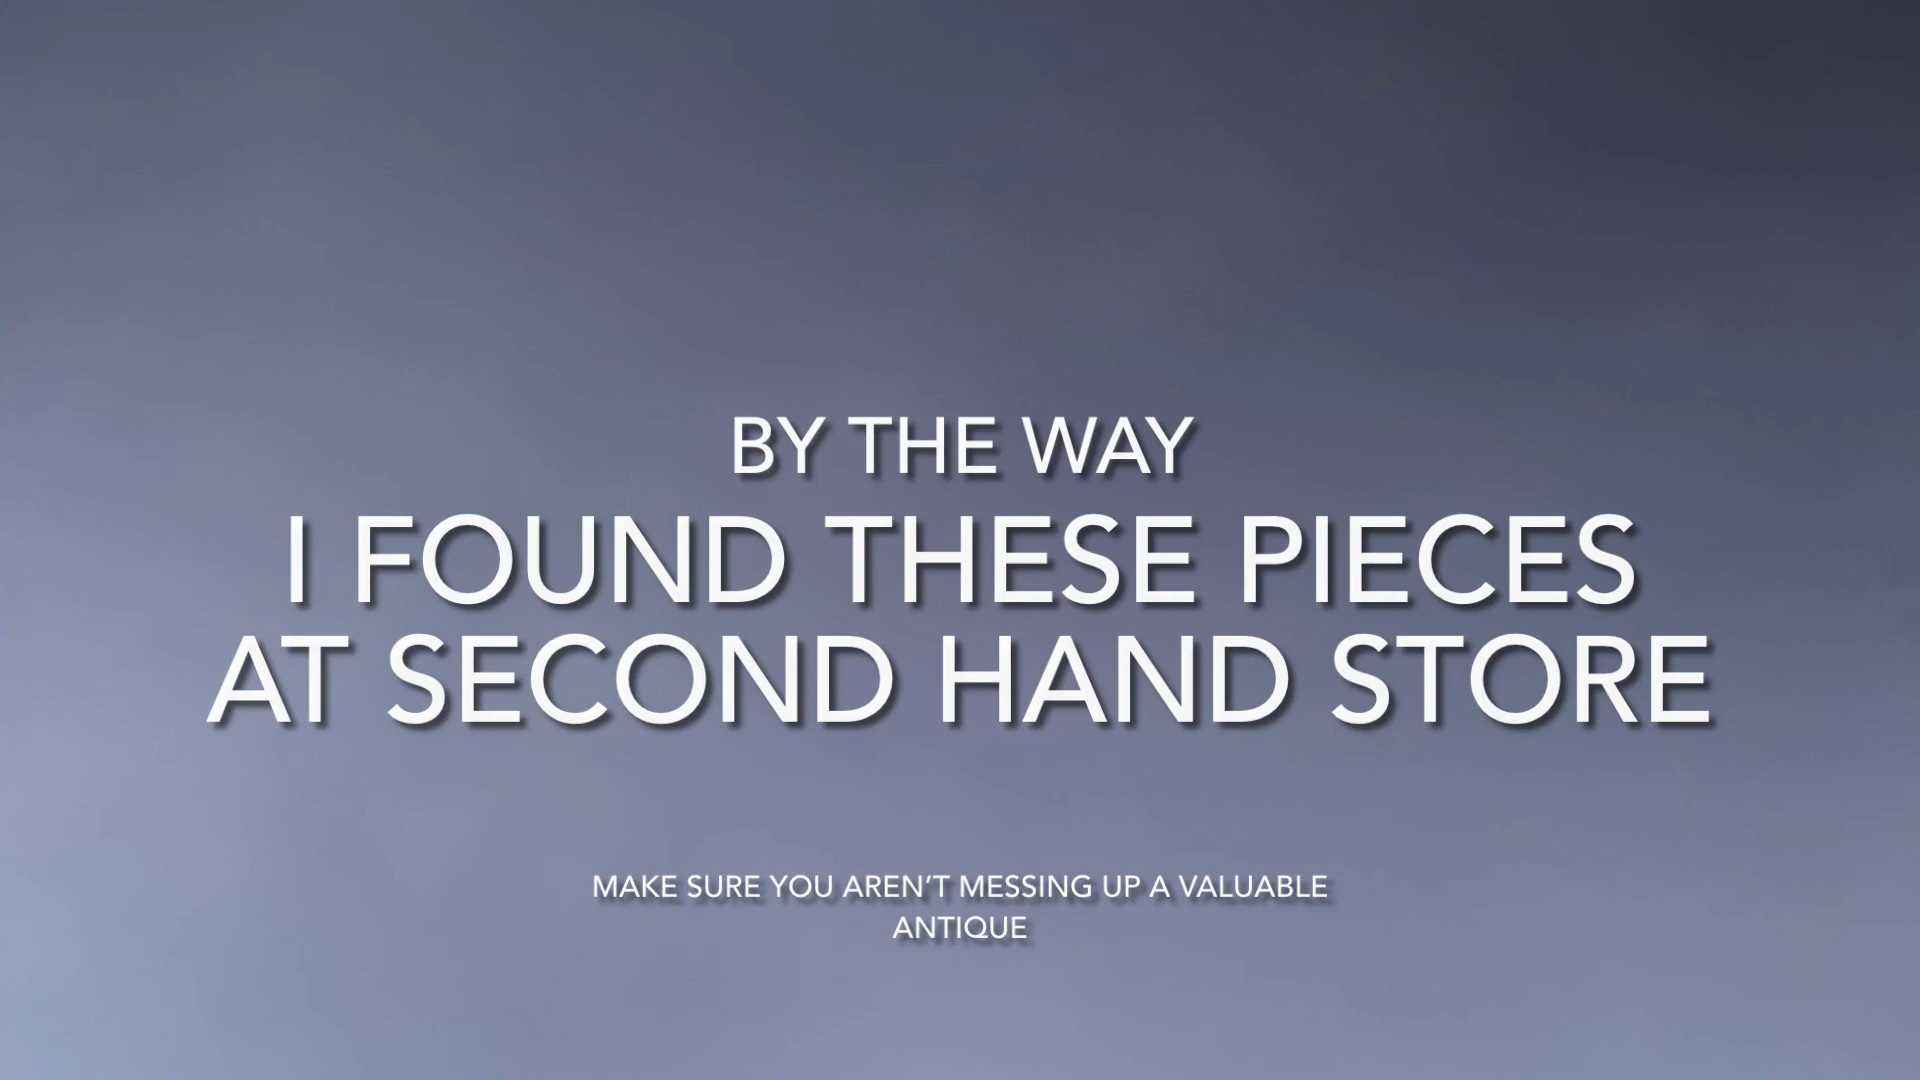 BY THE WAY
I FOUND THESE PIECES
AT SECOND HAND STORE
MAKE SURE YOU AREN'T MESSING UP A VALUABLE
ANTIQUE